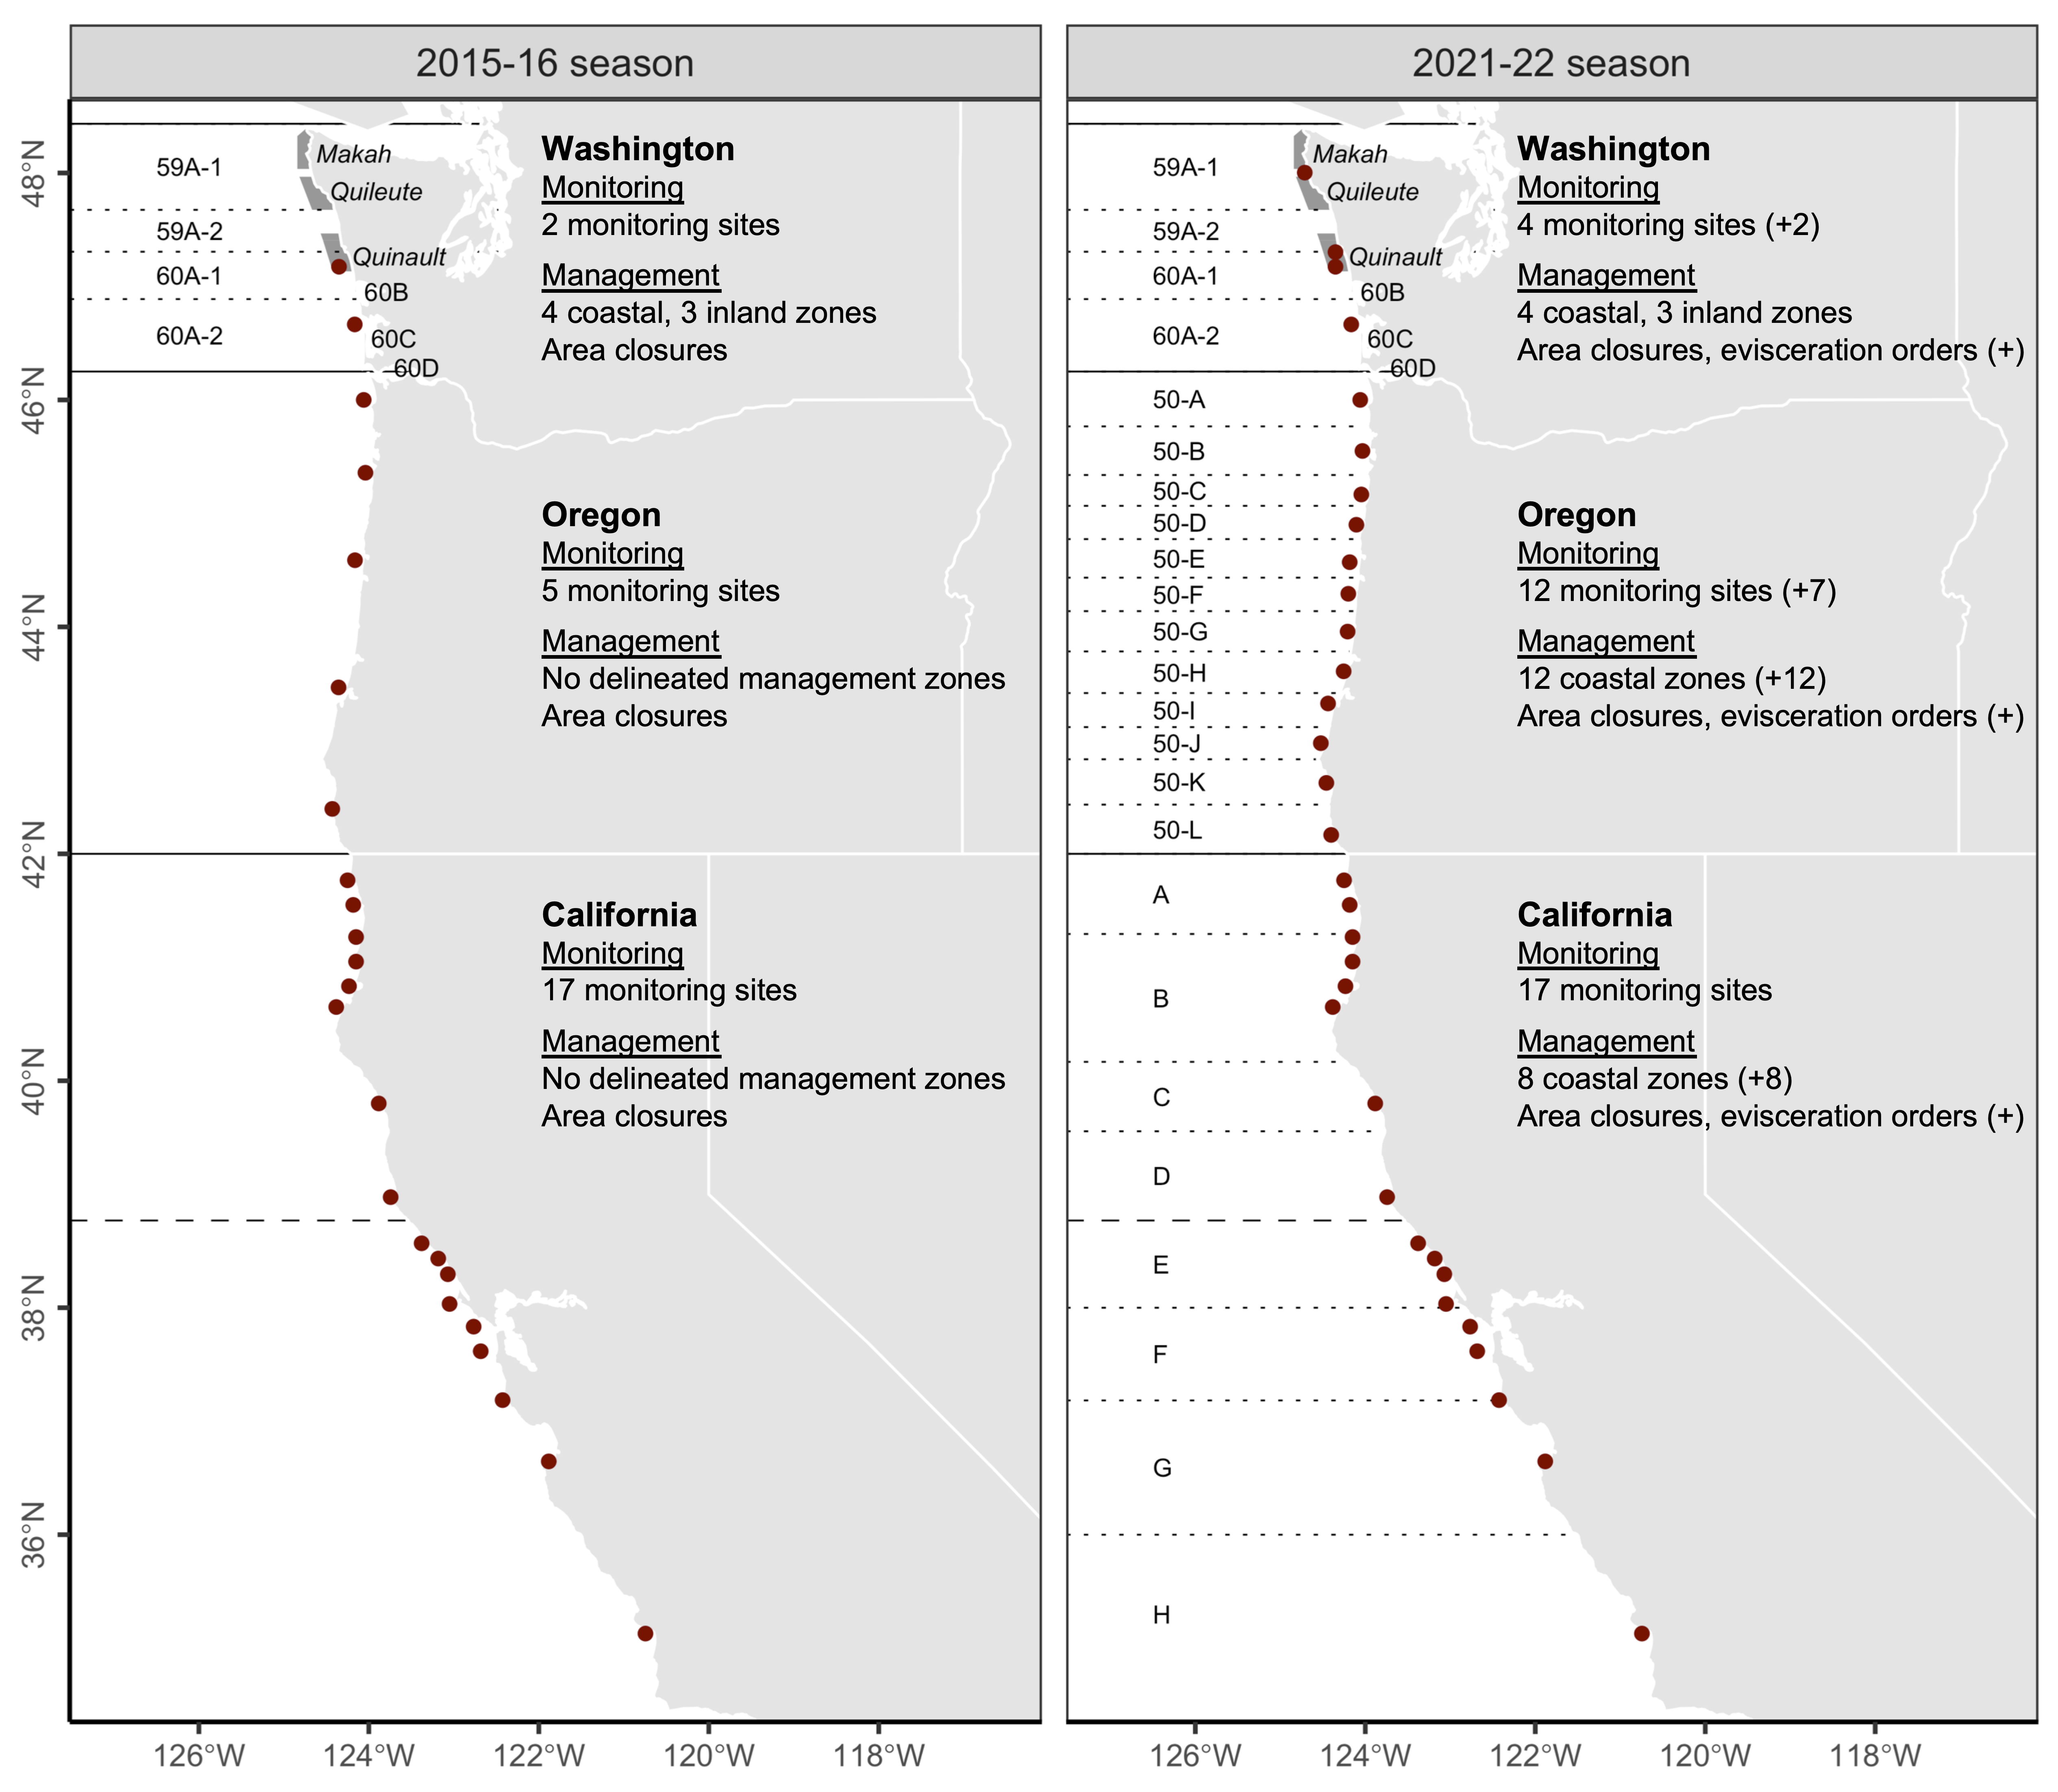 2015-16 season
48°N
46°N
44°N
42°N
40°N
38°N
36°N
59A-1
59A-2
60A-1
60A-2
Makah
Quileute
Quinault
60B
60C
60D
Washington
Monitoring
2 monitoring sites
Management
4 coastal, 3 inland zones
Area closures
Oregon
Monitoring
5 monitoring sites
Management
No delineated management zones
Area closures
California
Monitoring
17 monitoring sites
Management
No delineated management zones
Area closures
126°W
124°W
122°W
120°W
118°W
2021-22 season
59A-1
59A-2
60A-1
60A-2
50-A
50-B
50-C
50-D
50-E
50-F
50-G
50-H
50-I
50-J
50-K
50-L
A
B
C
D
E
F
G
H
Makah
Quileute
Quinault
60B
60C
60D
Washington
Monitoring
4 monitoring sites (+2)
Management
4 coastal, 3 inland zones
Area closures, evisceration orders (+)
Oregon
Monitoring
12 monitoring sites (+7)
Management
12 coastal zones (+12)
Area closures, evisceration orders (+)
California
Monitoring
17 monitoring sites
Management
8 coastal zones (+8)
Area closures, evisceration orders (+)
126°W
124°W
122°W
120°W
118°W